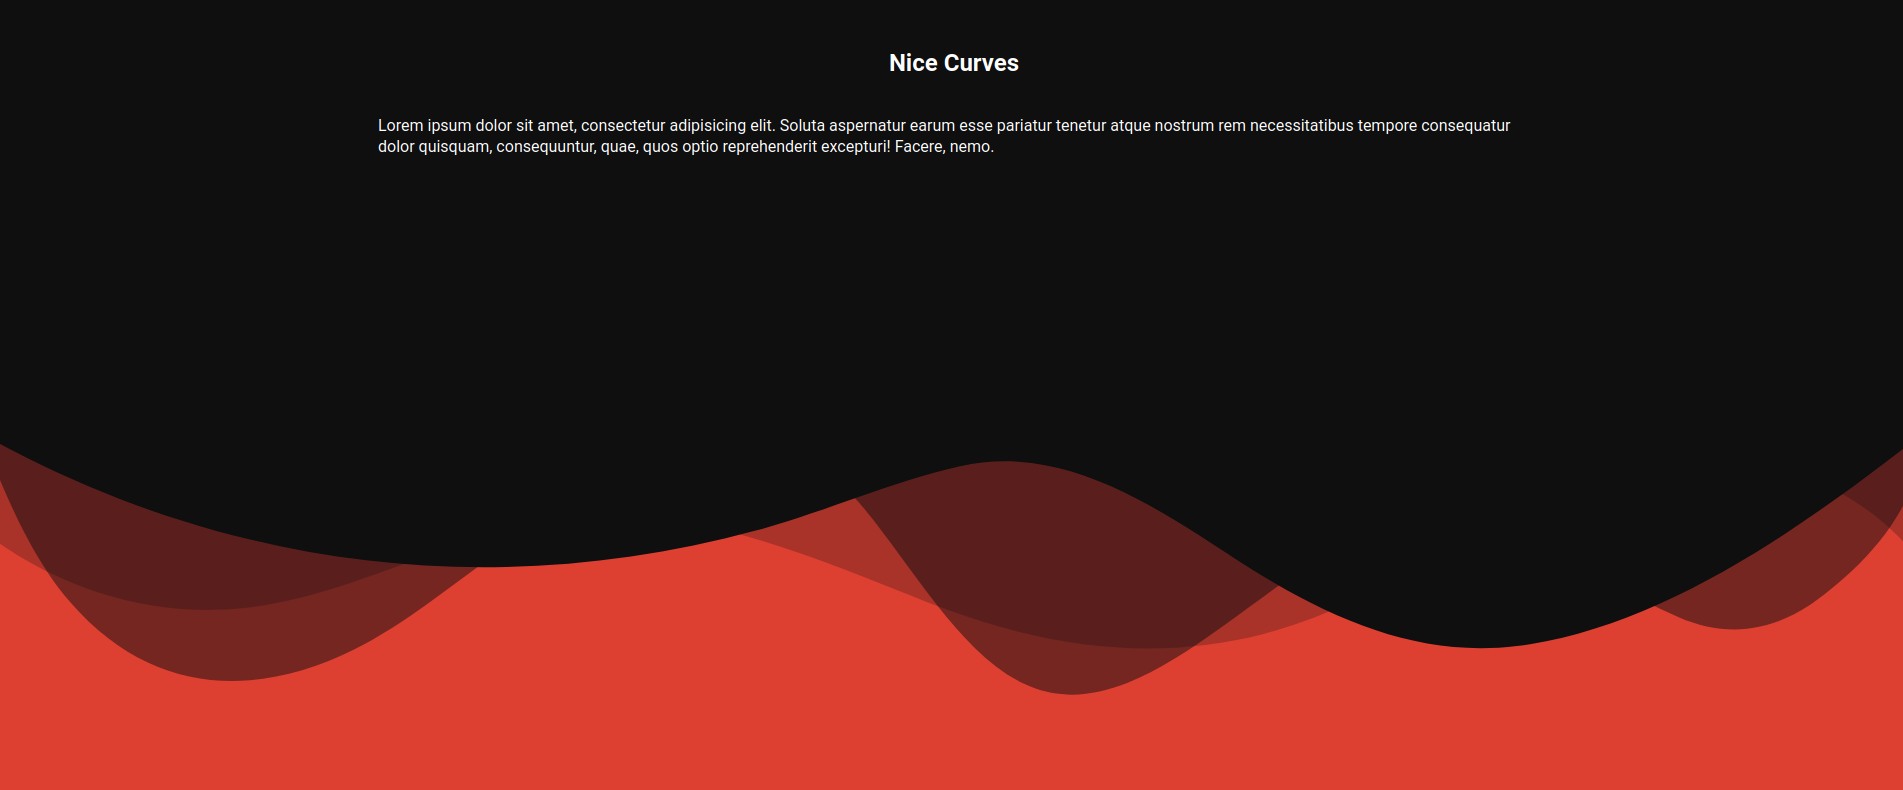 Nice Curves
Lorem ipsum dolor sit amet, consectetur adipisicing elit. Soluta aspernatur earum esse pariatur tenetur atque nostrum rem necessitatibus tempore consequatur
dolor quisquam, consequuntur, quae, quos optio reprehenderit excepturi! Facere, nemo.